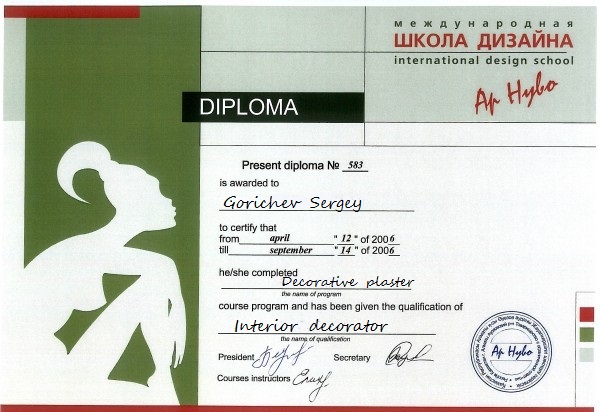 международная
ШКОЛА ДИЗАЙНА
international design school
Ар Нуво
DIPLOMA
Present diploma № 583
is awarded to
Gorichev Sergey
to certify that
from april "12" of 2006
till september "14" of 2006
he/she completed
Decorative plaster
the name of program
course program and has been given the qualification of
Interior decorator
the name of qualification
President Secretary
Courses instructors
Ар Нуво